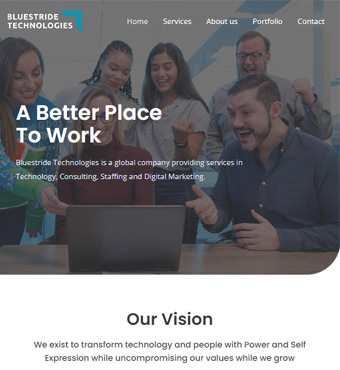 BLUESTRIDE
TECHNOLOGIES
Home Services About us Portfolio Contact
A Better Place
To Work
Bluestride Technologies is a global company providing services in
Technology, Consulting, Staffing and Digital Marketing.
Our Vision
We exist to transform technology and people with Power and Self
Expression while uncompromising our values while we grow